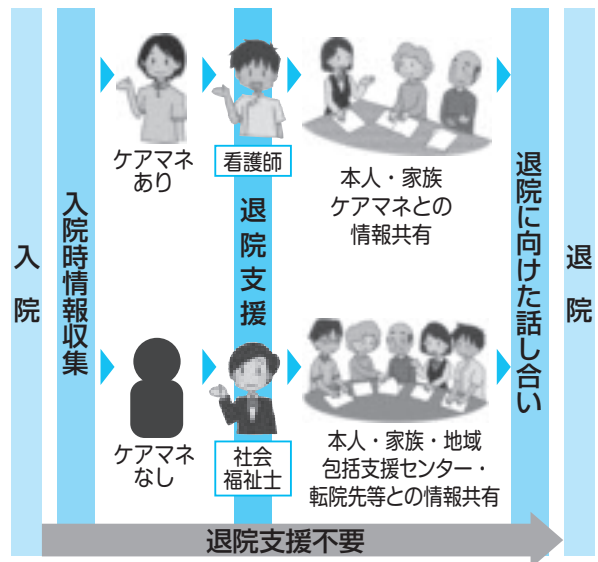 入院
入院時情報収集
ケアマネ
あり
看護師
本人・家族
ケアマネとの
情報共有
退院支援
ケアマネ
なし
社会
福祉士
本人・家族・地域
包括支援センター・
転院先等との情報共有
退院に向けた話し合い
退院
退院支援不要